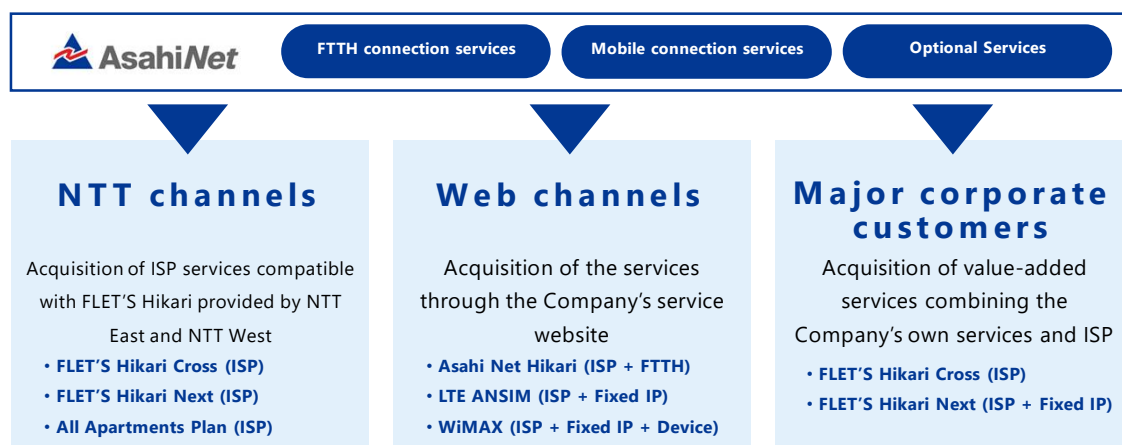 AsahiNet
FTTH connection services
Mobile connection services
Optional Services
NTT channels
Acquisition of ISP services compatible
with FLET'S Hikari provided by NTT
East and NTT West
• FLET'S Hikari Cross (ISP)
• FLET'S Hikari Next (ISP)
• All Apartments Plan (ISP)
Web channels
Acquisition of the services
through the Company's service
website
• Asahi Net Hikari (ISP + FTTH)
• LTE ANSIM (ISP + Fixed IP)
• WiMAX (ISP + Fixed IP + Device)
Major corporate
customers
Acquisition of value-added
services combining the
Company's own services and ISP
• FLET'S Hikari Cross (ISP)
• FLET'S Hikari Next (ISP + Fixed IP)